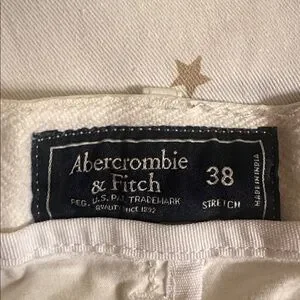 Abercrombie
& Fitch
REG. U.S. PAT. TRADEMARK
QUALITY SINCE 1892
38
STRETCH
MADE IN INDIA